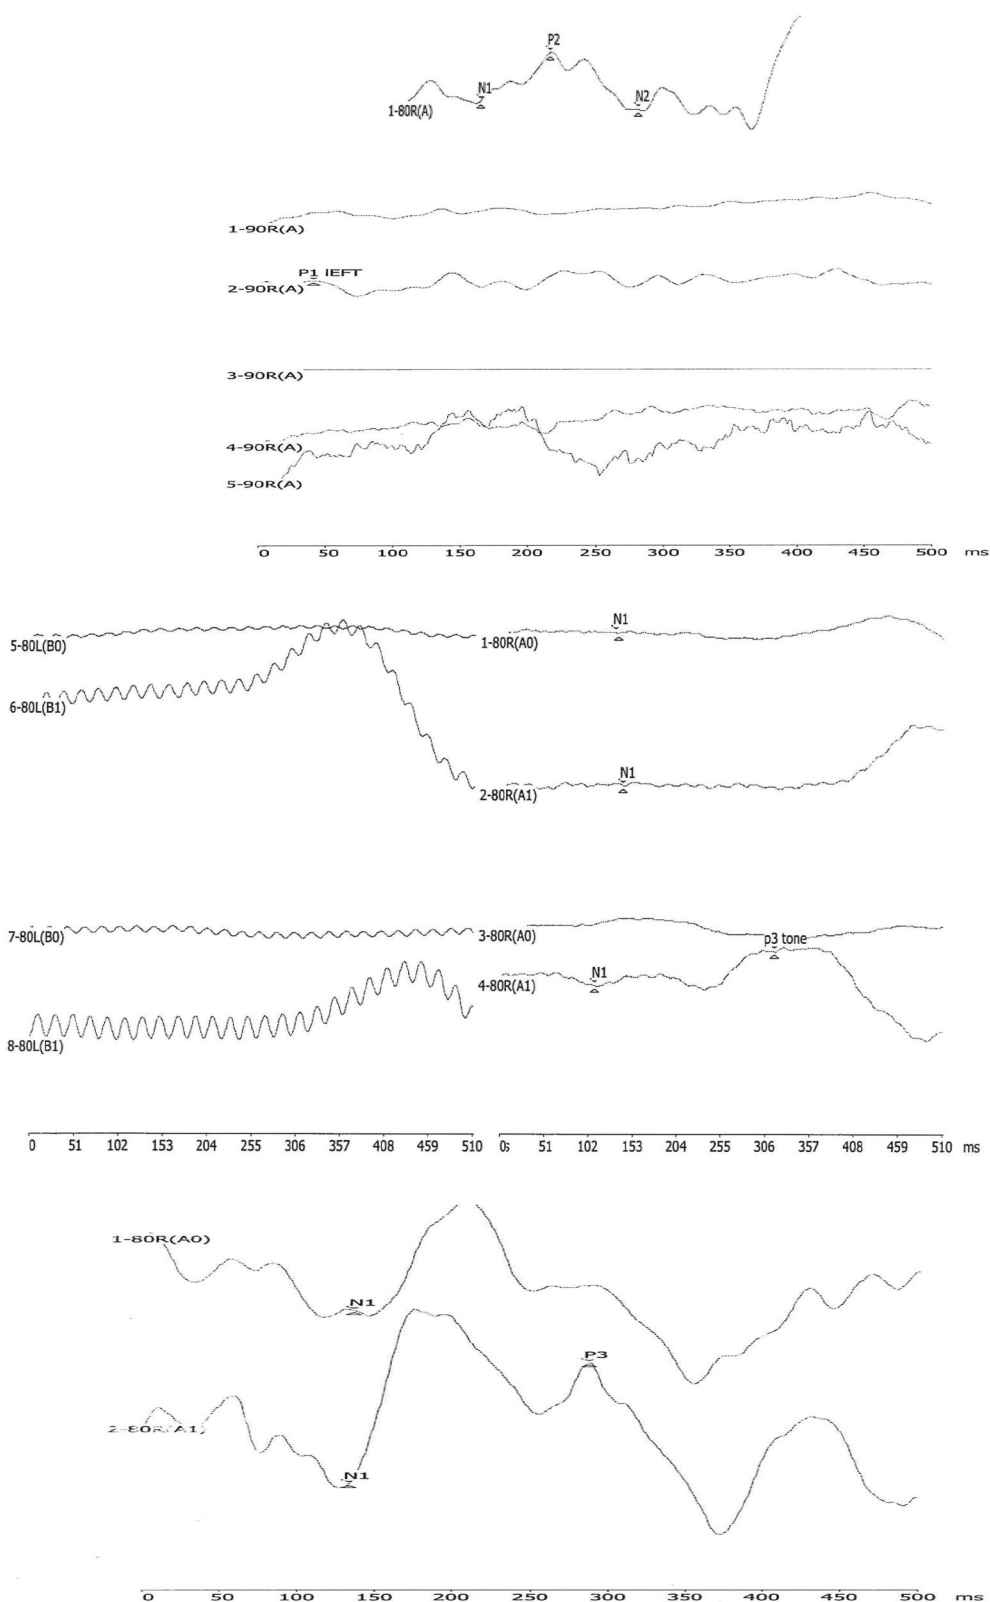 P2
N1
N2
1-80R(A)
1-90R(A)
P1 lEFT
2-90R(A)
3-90R(A)
4-90R(A)
5-90R(A)
0 50 100 150 200 250 300 350 400 450 500 ms
N1
5-80L(B0) 1-80R(A0)
6-80L(B1)
N1
2-80R(A1)
7-80L(B0) 3-80R(A0)
p3 tone
N1
4-80R(A1)
8-80L(B1)
0 51 102 153 204 255 306 357 408 459 510 51 102 153 204 255 306 357 408 459 510 ms
1-80R(A0)
N1
P3
2-80R(A1)
N1
0 50 100 150 200 250 300 350 400 450 500 ms